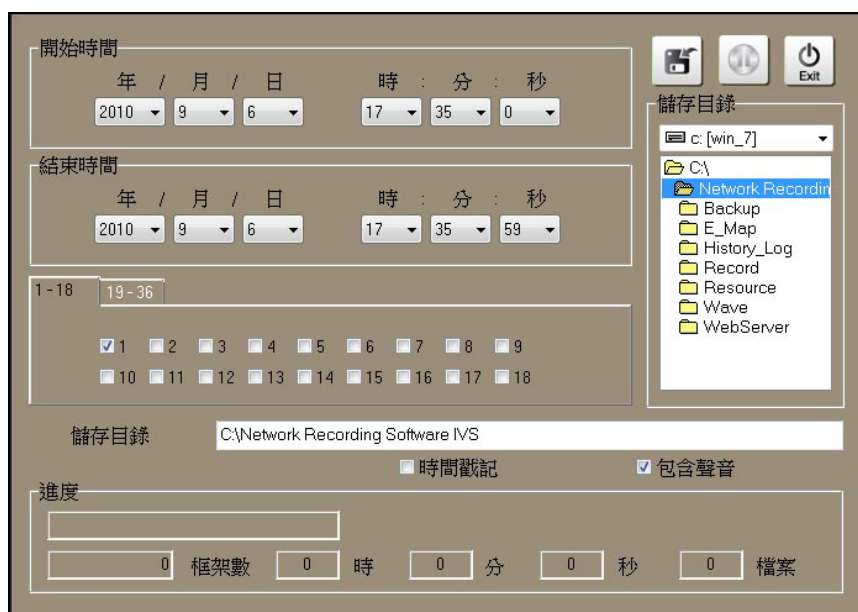 開始時間
年 / 月 / 日 時 : 分 : 秒
2010 9 6 17 35 0
Exit
儲存目錄
c: [win_7]
C:\
Network Recordin
Backup
E_Map
History_Log
Record
Resource
Wave
WebServer
結束時間
年 / 月 / 日 時 : 分 : 秒
2010 9 6 17 35 59
1-18 19-36
1 2 3 4 5 6 7 8 9
10 11 12 13 14 15 16 17 18
儲存目錄 C:\Network Recording Software IVS
時間戳記 包含聲音
進度
0 框架數 0 時 0 分 0 秒 0 檔案